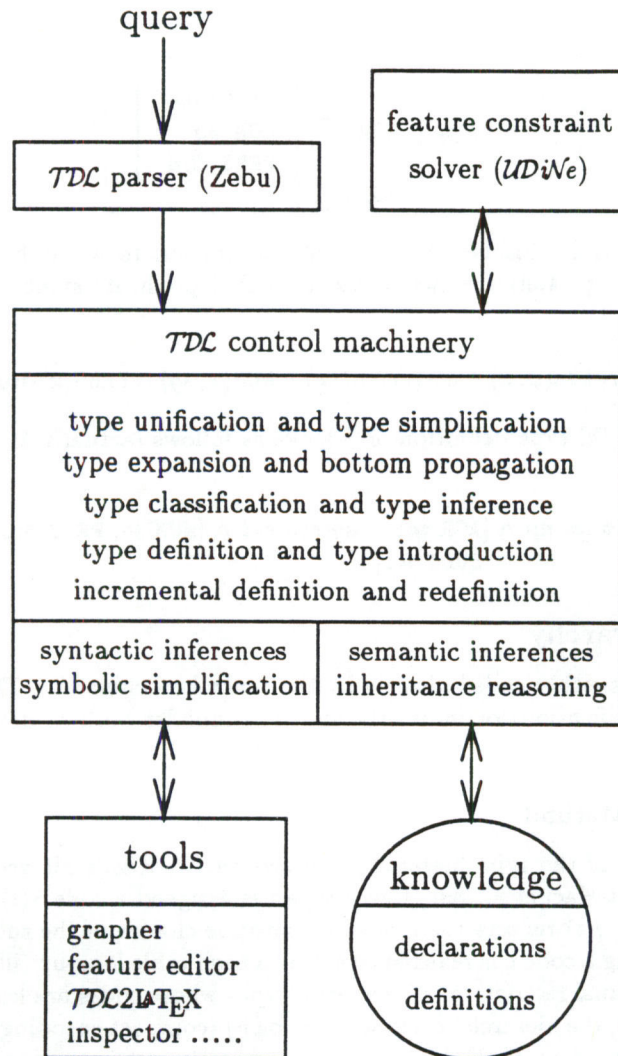 query
feature constraint
solver (UDiNe)
TDL parser (Zebu)
TDL control machinery
type unification and type simplification
type expansion and bottom propagation
type classification and type inference
type definition and type introduction
incremental definition and redefinition
syntactic inferences
symbolic simplification
semantic inferences
inheritance reasoning
tools
grapher
feature editor
TDL2LATEX
inspector .....
knowledge
declarations
definitions